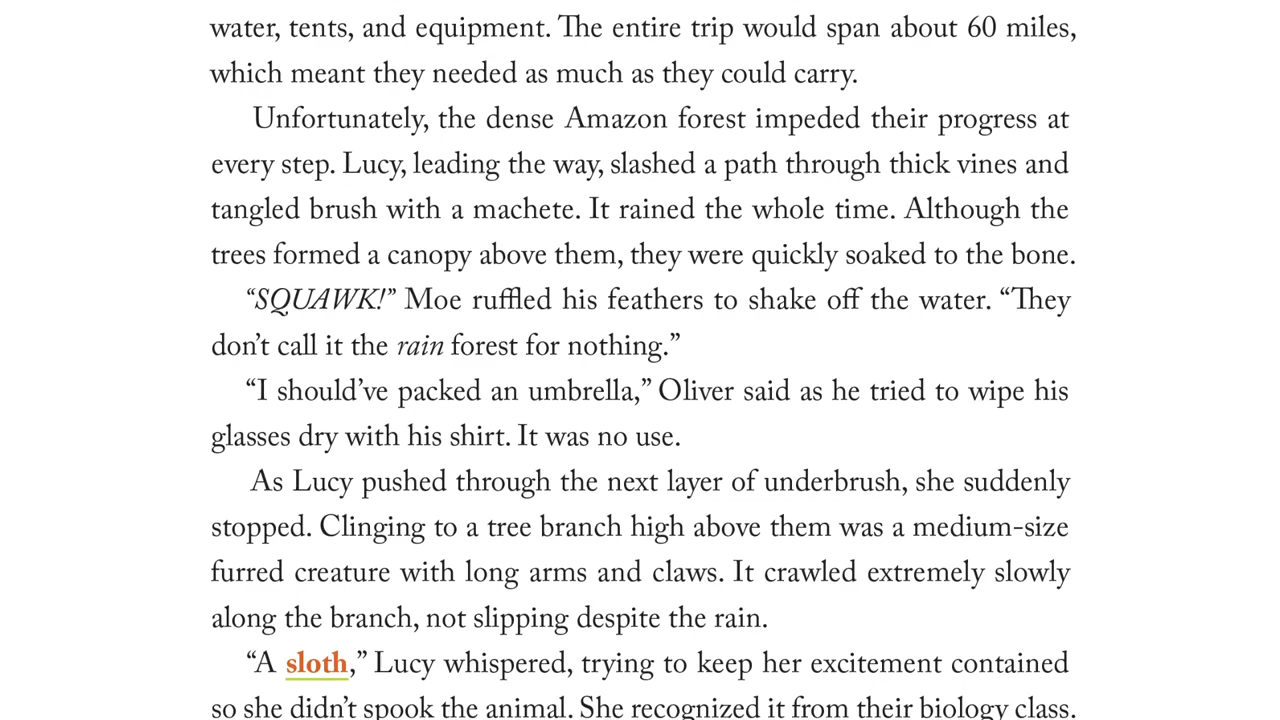 water, tents, and equipment. The entire trip would span about 60 miles,
which meant they needed as much as they could carry.
Unfortunately, the dense Amazon forest impeded their progress at
every step. Lucy, leading the way, slashed a path through thick vines and
tangled brush with a machete. It rained the whole time. Although the
trees formed a canopy above them, they were quickly soaked to the bone.
“SQUAWK!” Moe ruffled his feathers to shake off the water. “They
don’t call it the rain forest for nothing.”
“I should’ve packed an umbrella,” Oliver said as he tried to wipe his
glasses dry with his shirt. It was no use.
As Lucy pushed through the next layer of underbrush, she suddenly
stopped. Clinging to a tree branch high above them was a medium-size
furred creature with long arms and claws. It crawled extremely slowly
along the branch, not slipping despite the rain.
“A sloth,” Lucy whispered, trying to keep her excitement contained
so she didn’t spook the animal. She recognized it from their biology class.